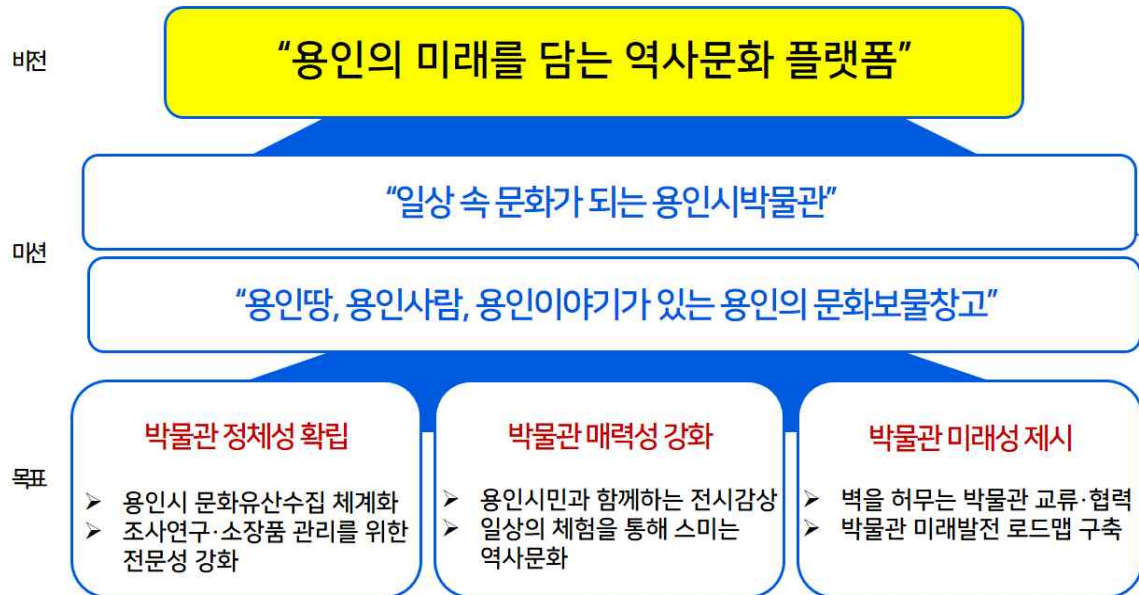 비전
“용인의 미래를 담는 역사문화 플랫폼”
미션
“일상 속 문화가 되는 용인시박물관”
“용인땅, 용인사람, 용인이야기가 있는 용인의 문화보물창고”
목표
박물관 정체성 확립
➢ 용인시 문화유산수집 체계화
➢ 조사연구·소장품 관리를 위한
전문성 강화
박물관 매력성 강화
➢ 용인시민과 함께하는 전시감상
➢ 일상의 체험을 통해 스미는
역사문화
박물관 미래성 제시
➢ 벽을 허무는 박물관 교류·협력
➢ 박물관 미래발전 로드맵 구축